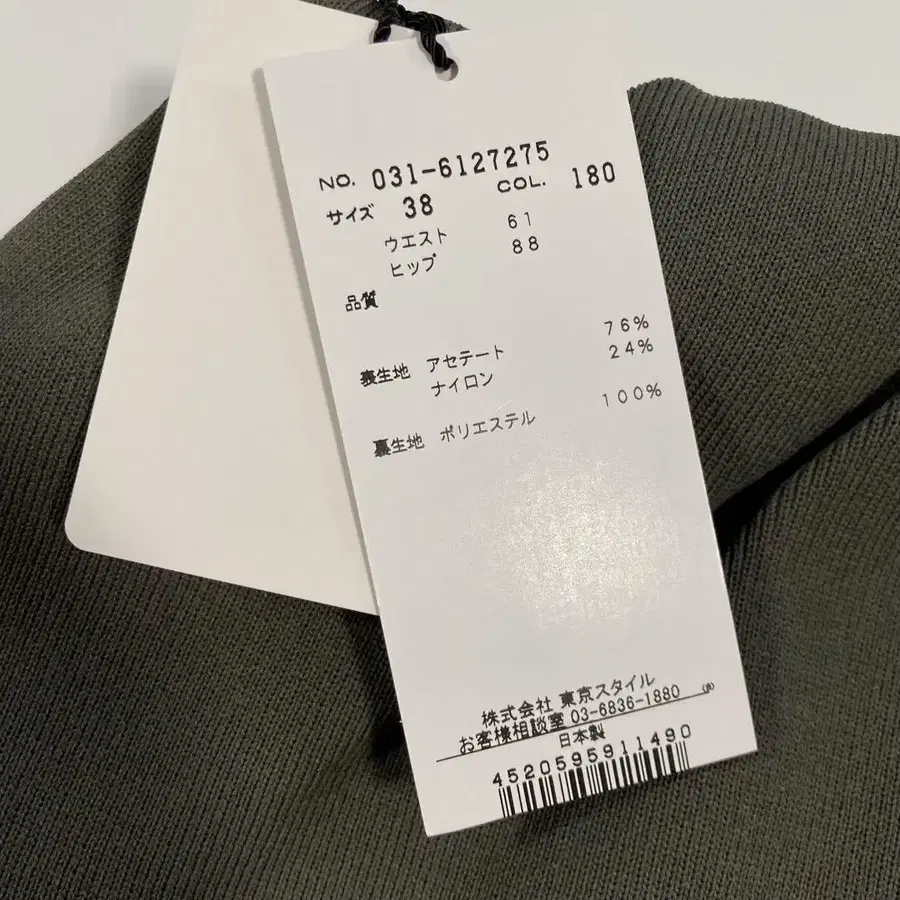 NO. 031-6127275
COL. 180
サイズ 38
ウエスト 61
ヒップ 88
品質
表生地 アセテート 76%
ナイロン 24%
裏生地 ポリエステル 100%
株式会社 東京スタイル
お客様相談室 03-6836-1880
日本製
4520595911490